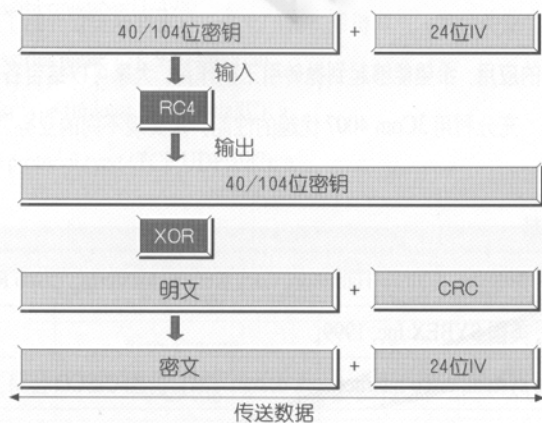 40/104位密钥 + 24位IV
输入
RC4
输出
40/104位密钥
XOR
明文 + CRC
密文 + 24位IV
传送数据